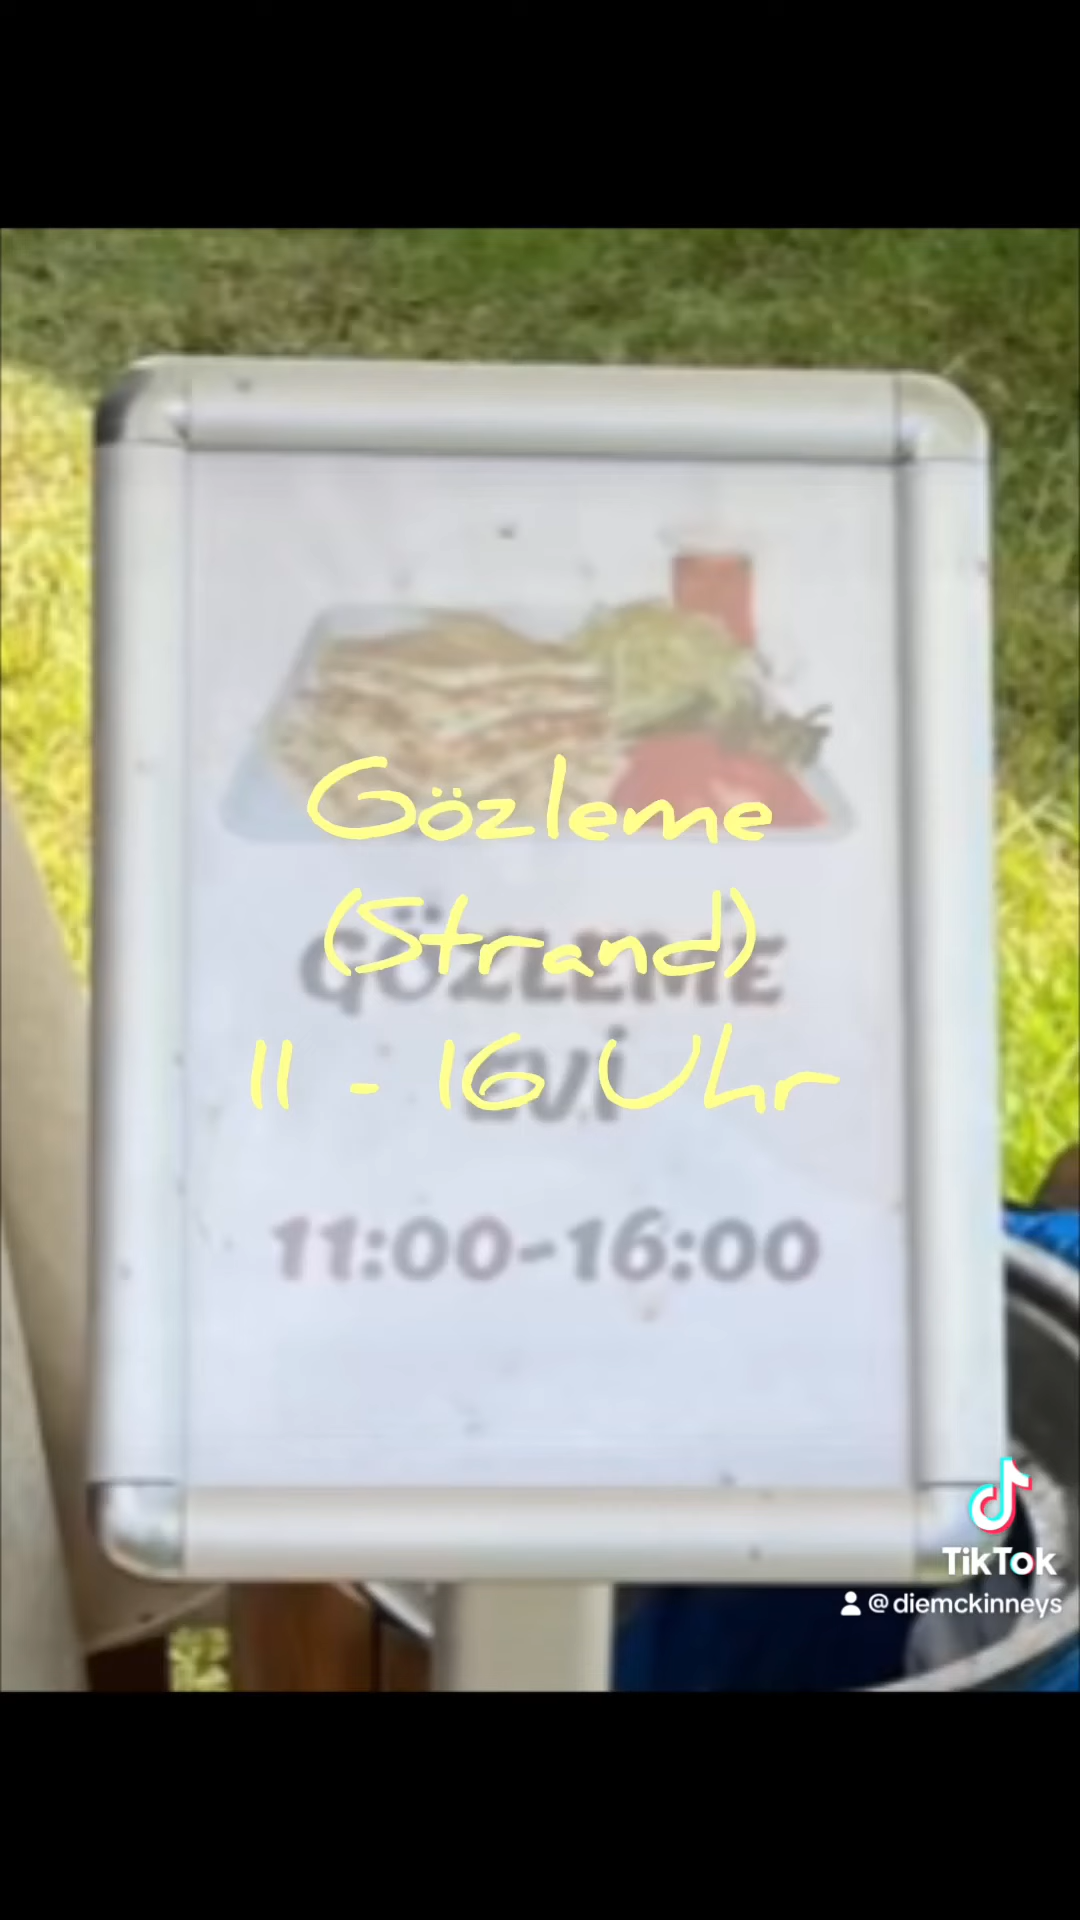 Gözleme
(Strand)
GÖZLEME
11 - 16 Uhr
EVİ
11:00-16:00
TikTok
@diemckinneys